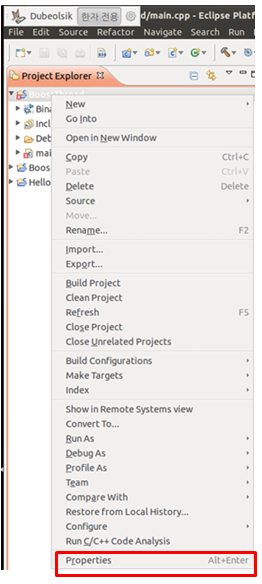 Dubeolsik 한자 전용 d/main.cpp - Eclipse Platf
File Edit Source Refactor Navigate Search Run
Project Explorer
BoostThread
Bina
Incl
Deb
mai
Boos
Hello
New
Go Into
Open in New Window
Copy Ctrl+C
Paste Ctrl+V
Delete Delete
Source
Move...
Rename... F2
Import...
Export...
Build Project
Clean Project
Refresh F5
Close Project
Close Unrelated Projects
Build Configurations
Make Targets
Index
Show in Remote Systems view
Convert To...
Run As
Debug As
Profile As
Team
Compare With
Restore from Local History...
Configure
Run C/C++ Code Analysis
Properties Alt+Enter